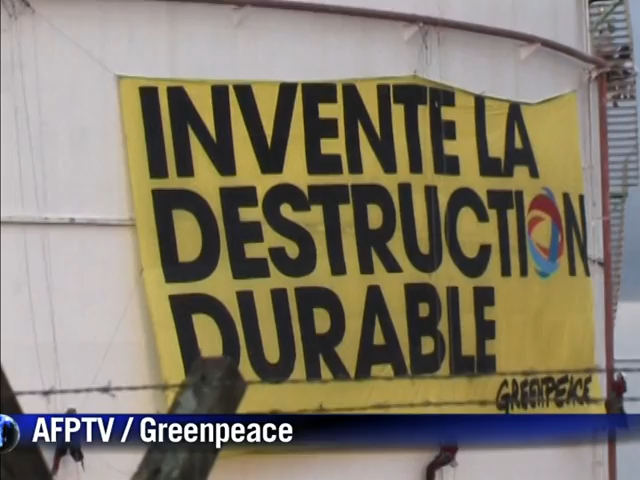 INVENTE LA
DESTRUCTION
DURABLE
GREENPEACE
AFPTV / Greenpeace